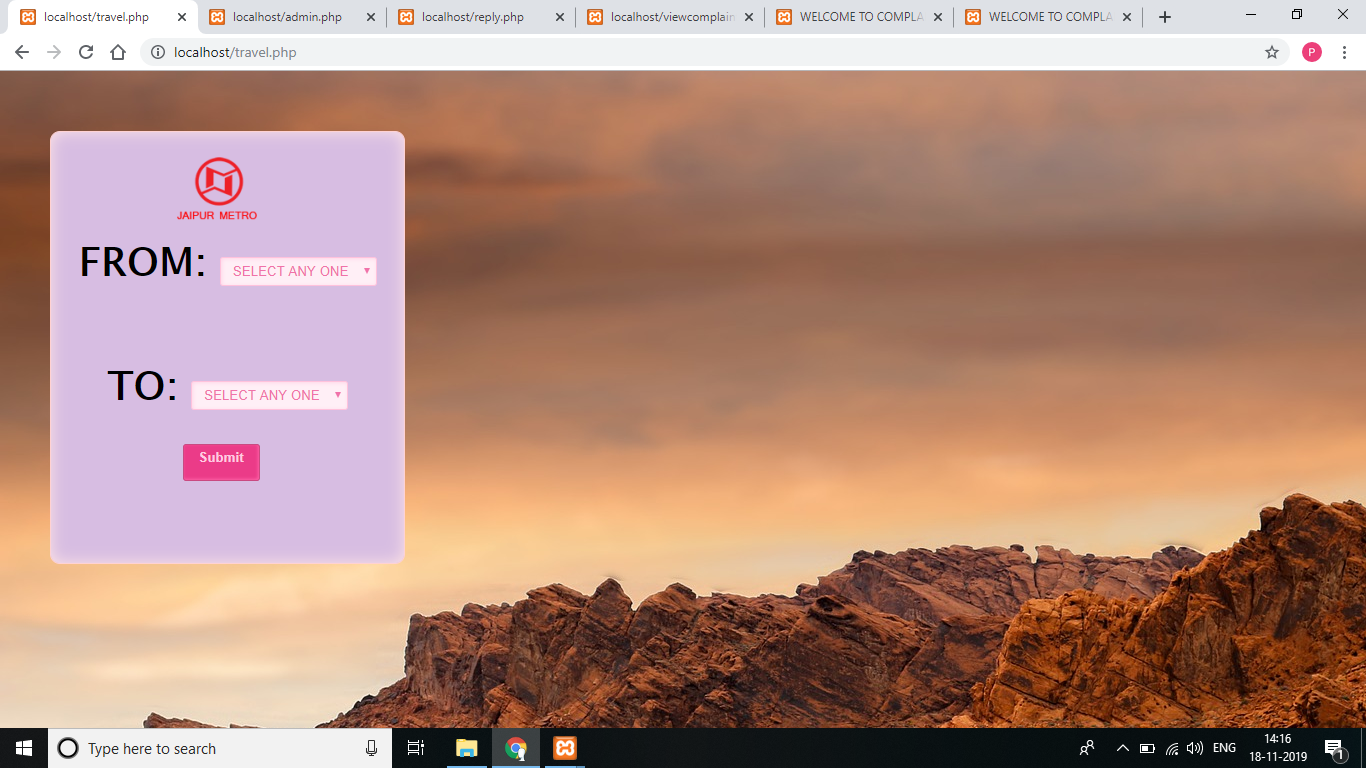 localhost/travel.php
localhost/admin.php
localhost/reply.php
localhost/viewcomplain
WELCOME TO COMPLA
WELCOME TO COMPLA
localhost/travel.php
P
JAIPUR METRO
FROM: SELECT ANY ONE
TO: SELECT ANY ONE
Submit
Type here to search
ENG
14:16
18-11-2019
1